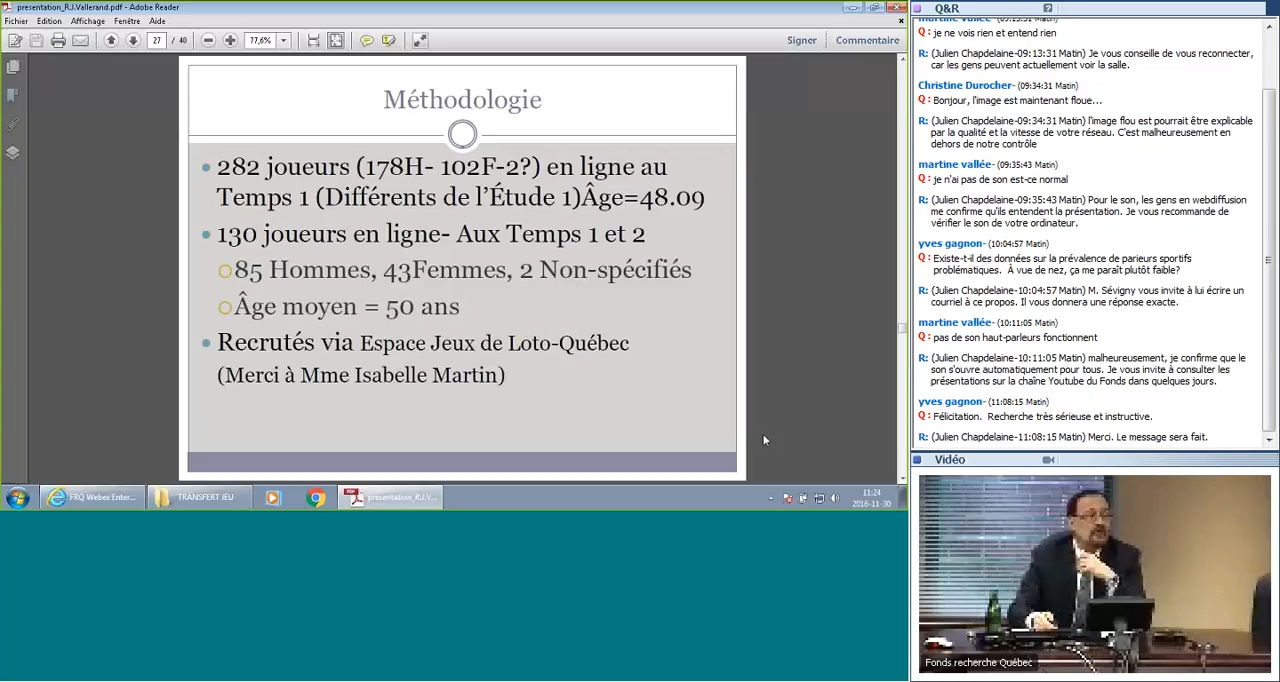 presentation_R.J.Vallerand.pdf - Adobe Reader
Fichier Edition Affichage Fenêtre Aide
27 / 40 77,6% Signer Commentaire
Méthodologie
282 joueurs (178H- 102F-2?) en ligne au
Temps 1 (Différents de l'Étude 1)Âge=48.09
130 joueurs en ligne- Aux Temps 1 et 2
85 Hommes, 43Femmes, 2 Non-spécifiés
Âge moyen = 50 ans
Recrutés via Espace Jeux de Loto-Québec
(Merci à Mme Isabelle Martin)
FRQ Webex Enter... TRANSFERT JEU presentation_R.J.V...
11:24
2016-11-30
Q&R
Q: je ne vois rien et entend rien
R: (Julien Chapdelaine-09:13:31 Matin) Je vous conseille de vous reconnecter,
car les gens peuvent actuellement voir la salle.
Christine Durocher- (09:34:31 Matin)
Q: Bonjour, l'image est maintenant floue...
R: (Julien Chapdelaine-09:34:31 Matin) l'image flou est pourrait être explicable
par la qualité et la vitesse de votre réseau. C'est malheureusement en
dehors de notre contrôle
martine vallée- (09:35:43 Matin)
Q: je n'ai pas de son est-ce normal
R: (Julien Chapdelaine-09:35:43 Matin) Pour le son, les gens en webdiffusion
me confirme qu'ils entendent la présentation. Je vous recommande de
vérifier le son de votre ordinateur.
yves gagnon- (10:04:57 Matin)
Q: Existe-t-il des données sur la prévalence de parieurs sportifs
problématiques. À vue de nez, ça me paraît plutôt faible?
R: (Julien Chapdelaine-10:04:57 Matin) M. Sévigny vous invite à lui écrire un
courriel à ce propos. Il vous donnera une réponse exacte.
martine vallée- (10:11:05 Matin)
Q: pas de son haut-parleurs fonctionnent
R: (Julien Chapdelaine-10:11:05 Matin) malheureusement, je confirme que le
son s'ouvre automatiquement pour tous. Je vous invite à consulter les
présentations sur la chaîne Youtube du Fonds dans quelques jours.
yves gagnon- (11:08:15 Matin)
Q: Félicitation. Recherche très sérieuse et instructive.
R: (Julien Chapdelaine-11:08:15 Matin) Merci. Le message sera fait.
Vidéo
Fonds recherche Québec